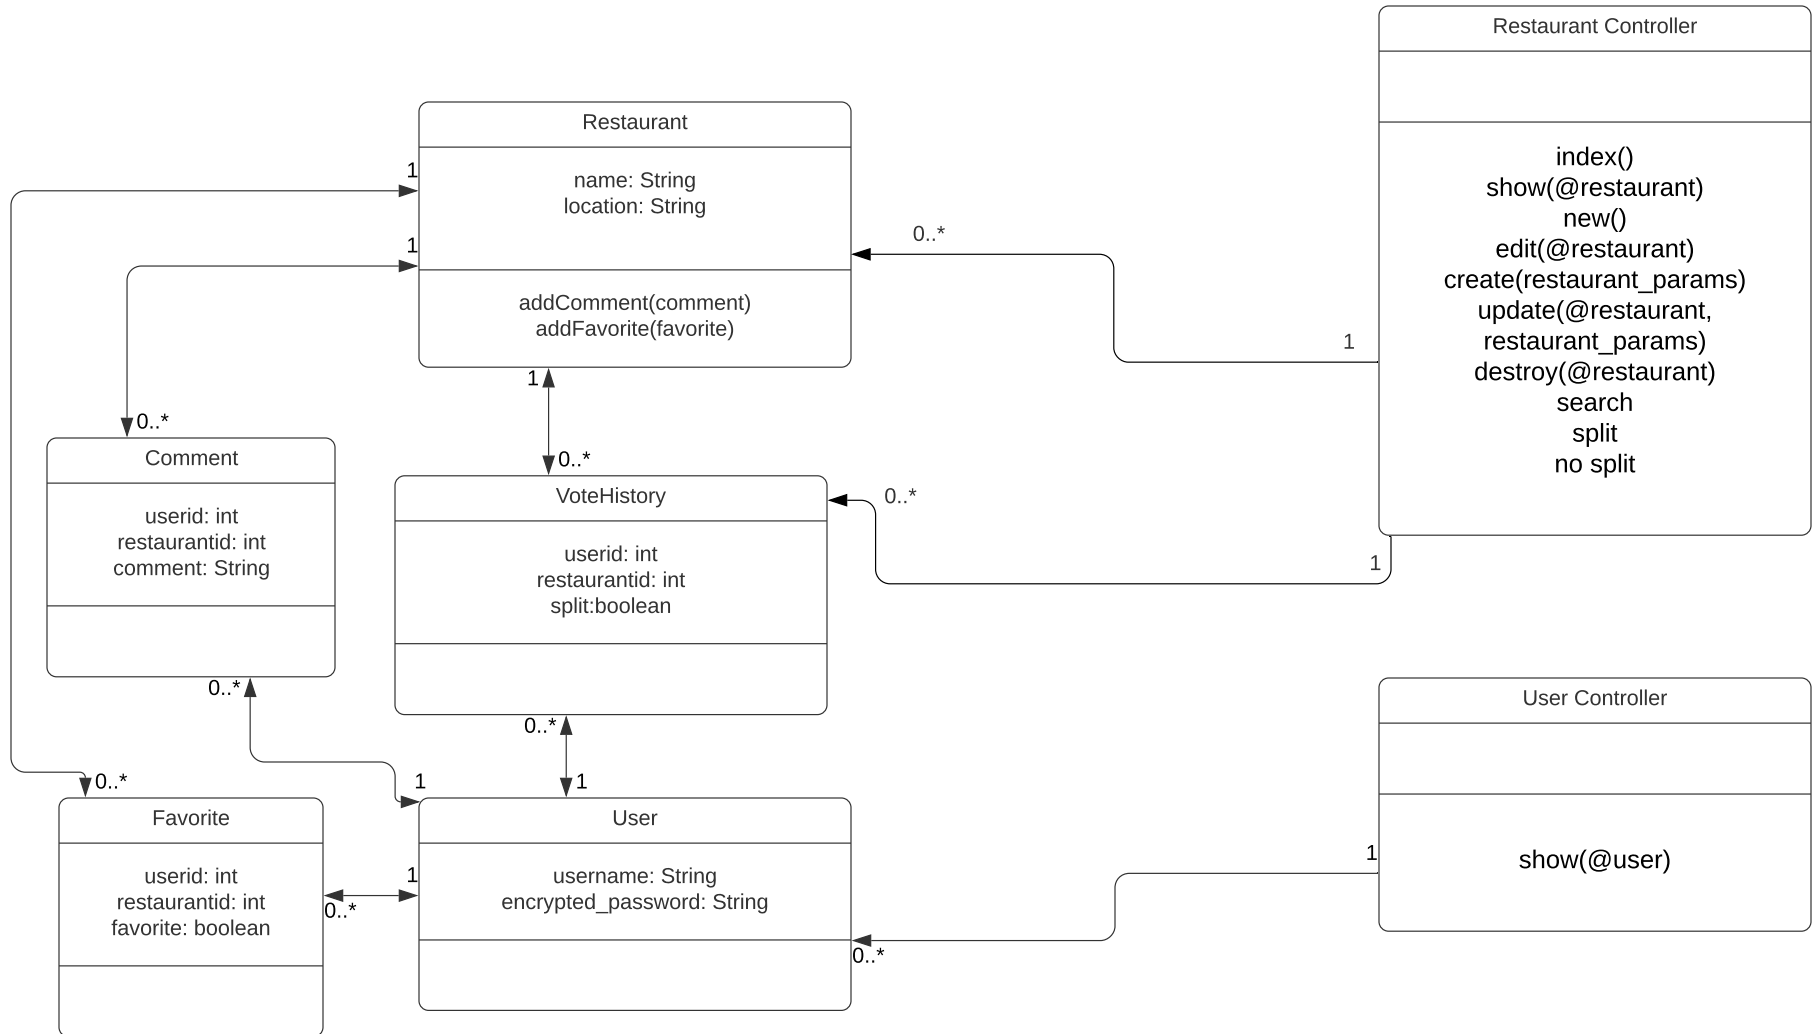 Restaurant Controller
index()
show(@restaurant)
new()
edit(@restaurant)
create(restaurant_params)
update(@restaurant,
restaurant_params)
destroy(@restaurant)
search
split
no split
Restaurant
name: String
location: String
addComment(comment)
addFavorite(favorite)
1
1
0..*
1
1
0..*
0..*
Comment
userid: int
restaurantid: int
comment: String
VoteHistory
userid: int
restaurantid: int
split:boolean
0..*
1
0..*
0..*
1
1
0..*
User Controller
show(@user)
Favorite
userid: int
restaurantid: int
favorite: boolean
1
0..*
User
username: String
encrypted_password: String
1
0..*